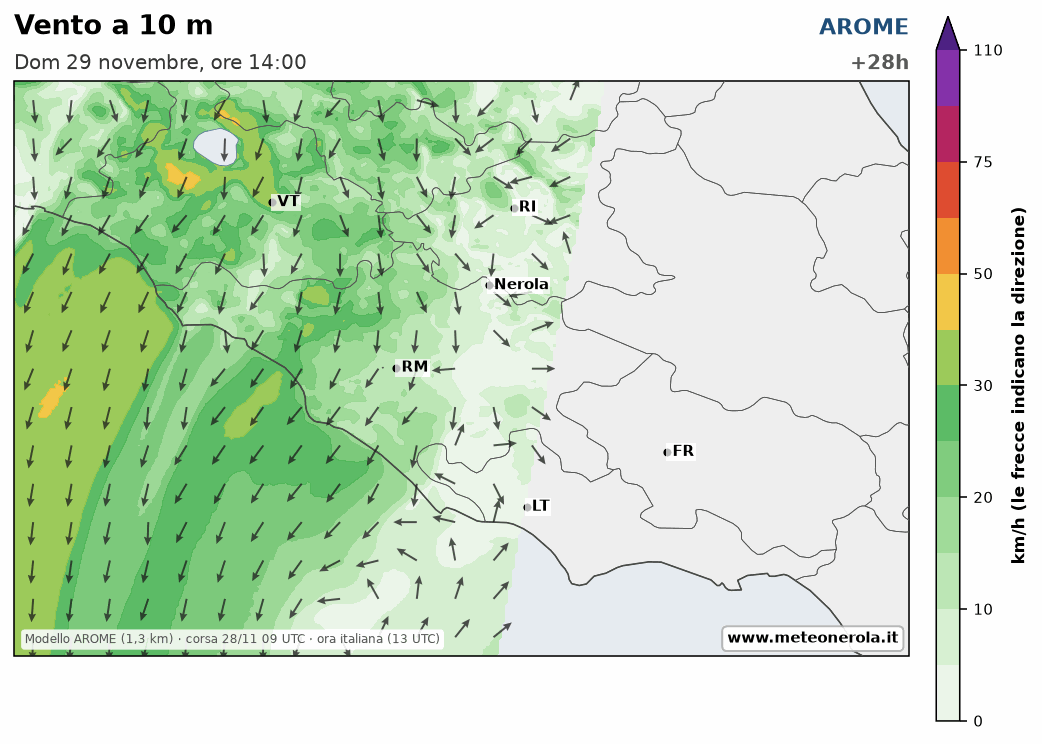 Vento a 10 m
AROME
Dom 29 novembre, ore 14:00
+28h
VT
RI
Nerola
RM
FR
LT
Modello AROME (1,3 km) · corsa 28/11 09 UTC · ora italiana (13 UTC)
www.meteonerola.it
110
75
50
30
20
10
0
km/h (le frecce indicano la direzione)